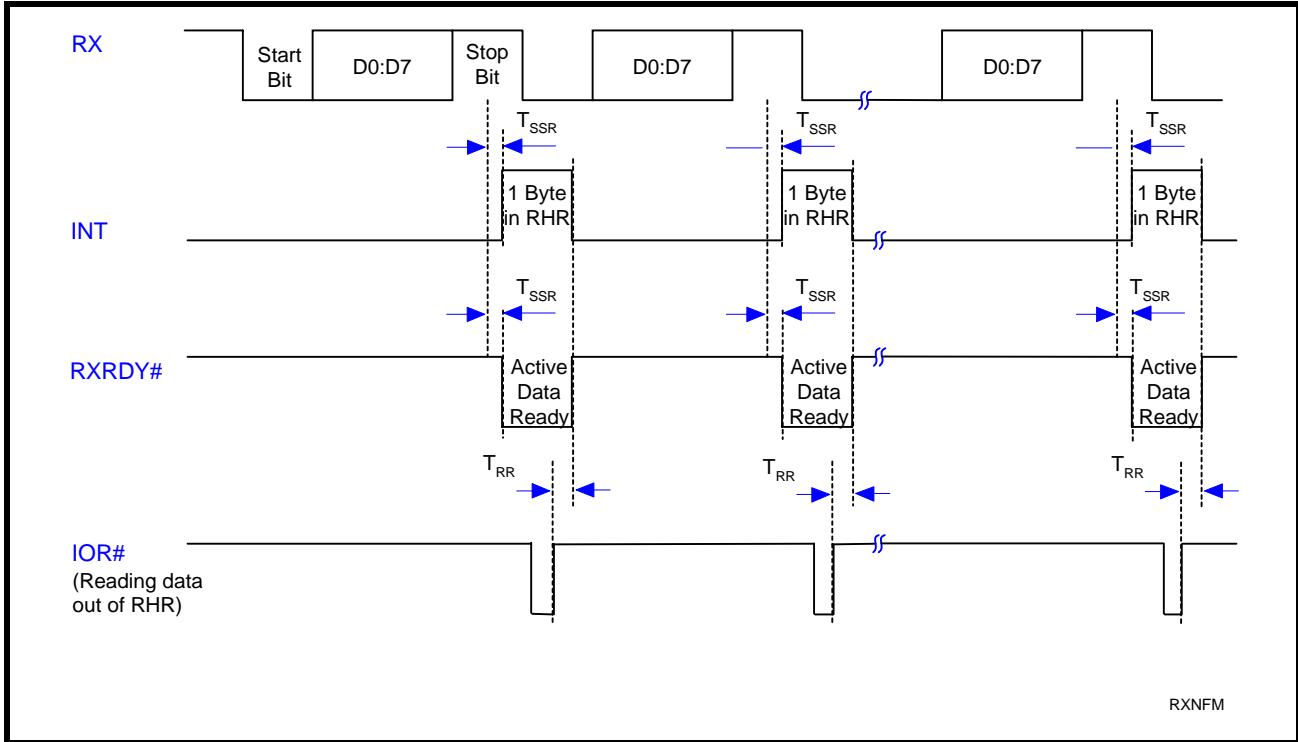 RX
Start
Bit
D0:D7
Stop
Bit
D0:D7
D0:D7
TSSR
TSSR
TSSR
INT
1 Byte
in RHR
1 Byte
in RHR
1 Byte
in RHR
TSSR
TSSR
TSSR
RXRDY#
Active
Data
Ready
Active
Data
Ready
Active
Data
Ready
TRR
TRR
TRR
IOR#
(Reading data
out of RHR)
RXNFM